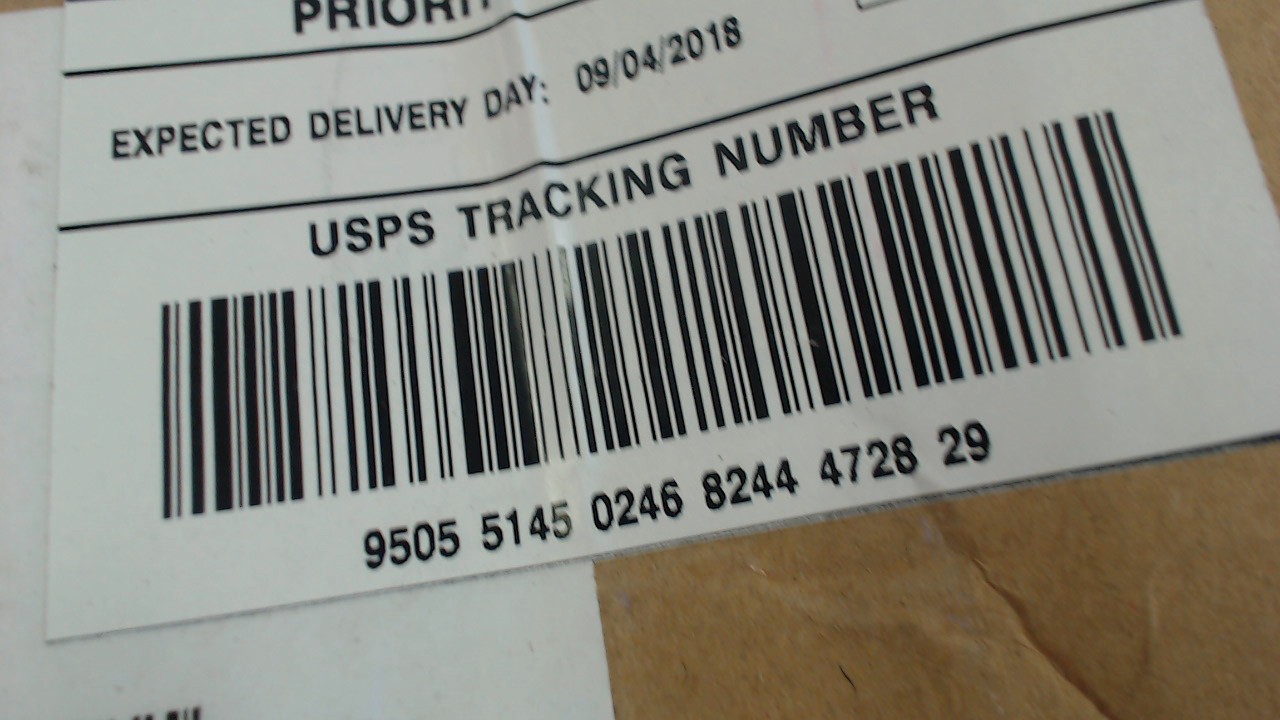 EXPECTED DELIVERY DAY: 09/04/2018
USPS TRACKING NUMBER
9505 5145 0246 8244 4728 29